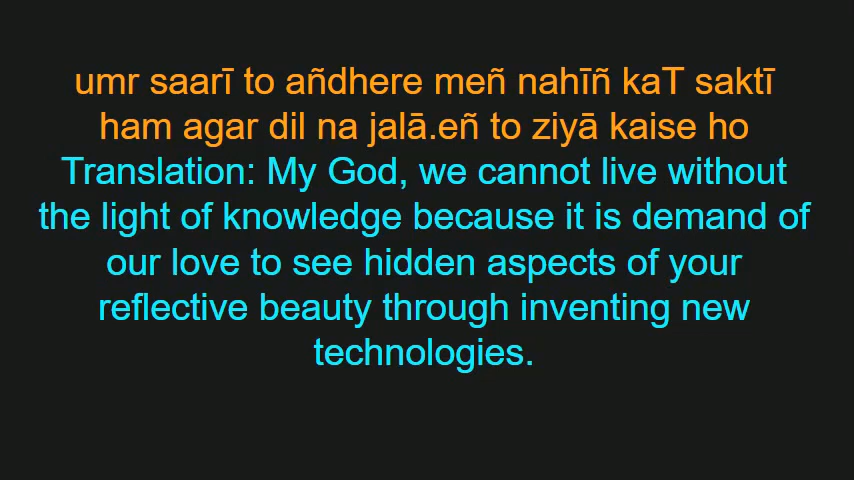 umr saarī to añdhere meñ nahīñ kaT saktī
ham agar dil na jalā.eñ to ziyā kaise ho
Translation: My God, we cannot live without
the light of knowledge because it is demand of
our love to see hidden aspects of your
reflective beauty through inventing new
technologies.